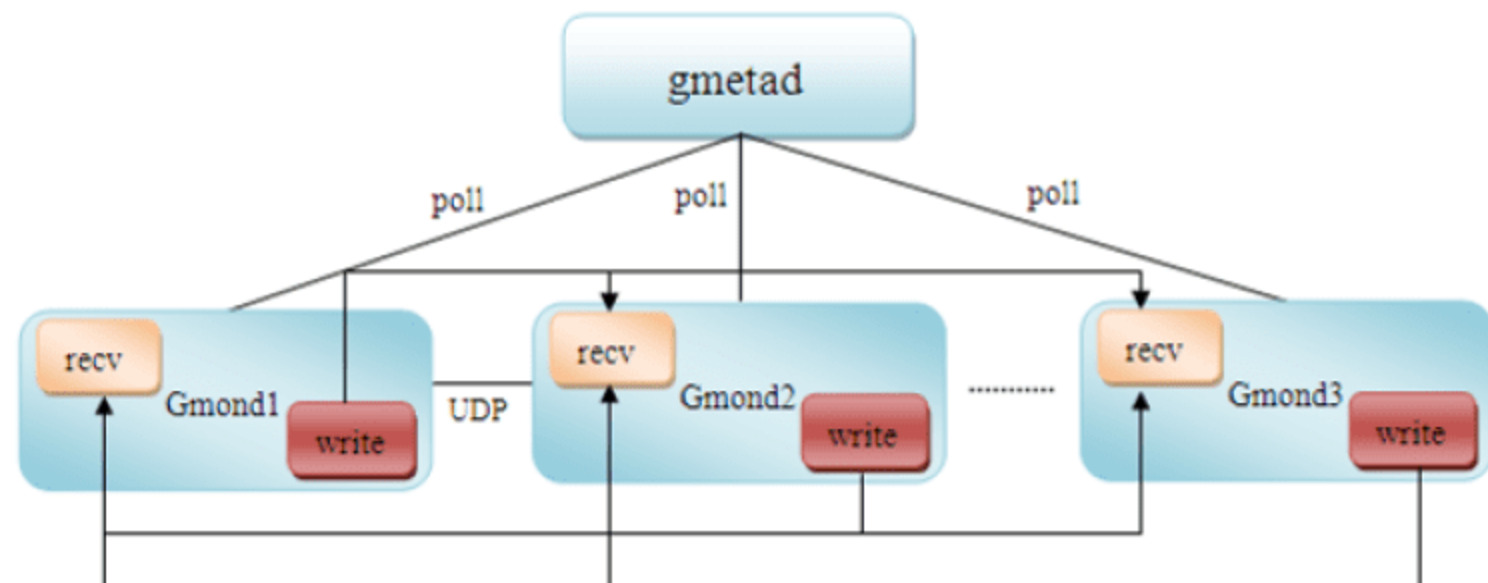 gmetad
poll
poll
poll
recv
Gmond1
write
UDP
recv
Gmond2
write
recv
Gmond3
write